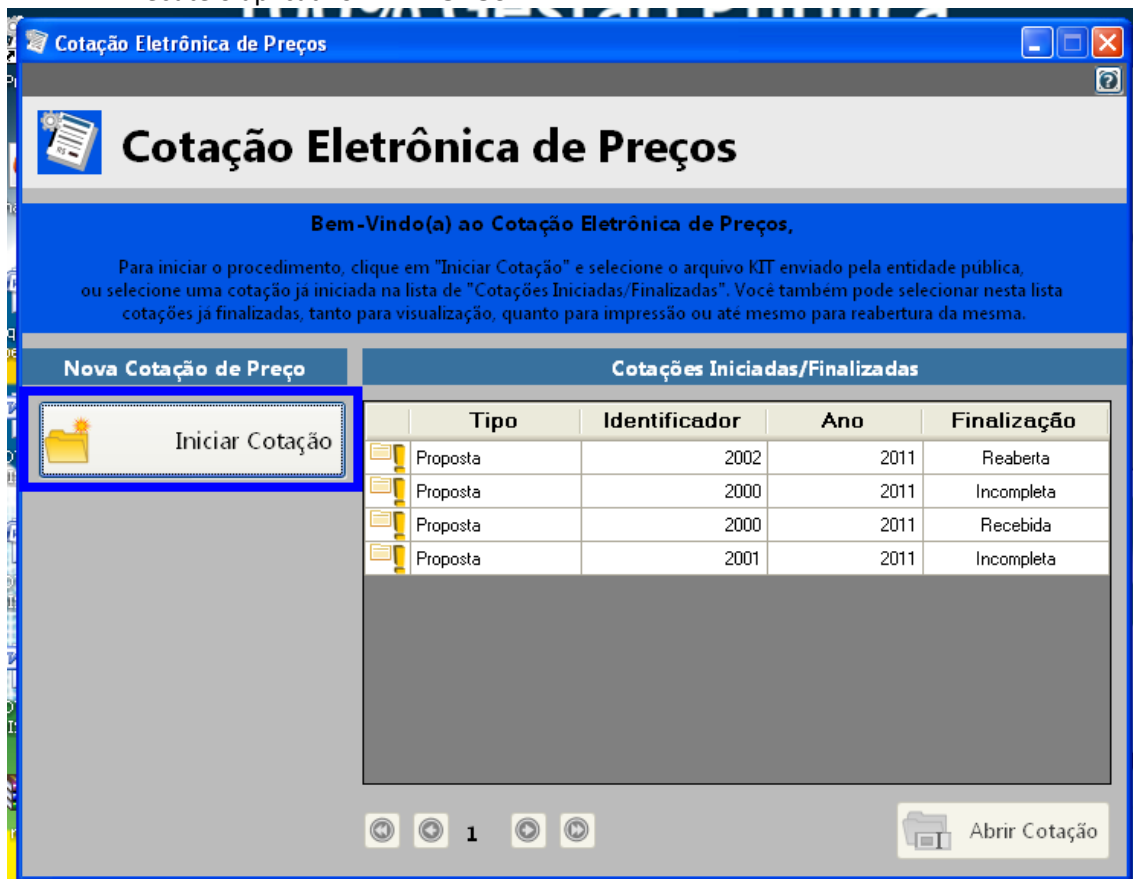 100% Gestão Pública
Cotação Eletrônica de Preços
Cotação Eletrônica de Preços
Bem-Vindo(a) ao Cotação Eletrônica de Preços,
Para iniciar o procedimento, clique em "Iniciar Cotação" e selecione o arquivo KIT enviado pela entidade pública,
ou selecione uma cotação já iniciada na lista de "Cotações Iniciadas/Finalizadas". Você também pode selecionar nesta lista
cotações já finalizadas, tanto para visualização, quanto para impressão ou até mesmo para reabertura da mesma.
Nova Cotação de Preço
Cotações Iniciadas/Finalizadas
Iniciar Cotação
Tipo Identificador Ano Finalização
Proposta 2002 2011 Reaberta
Proposta 2000 2011 Incompleta
Proposta 2000 2011 Recebida
Proposta 2001 2011 Incompleta
1
Abrir Cotação